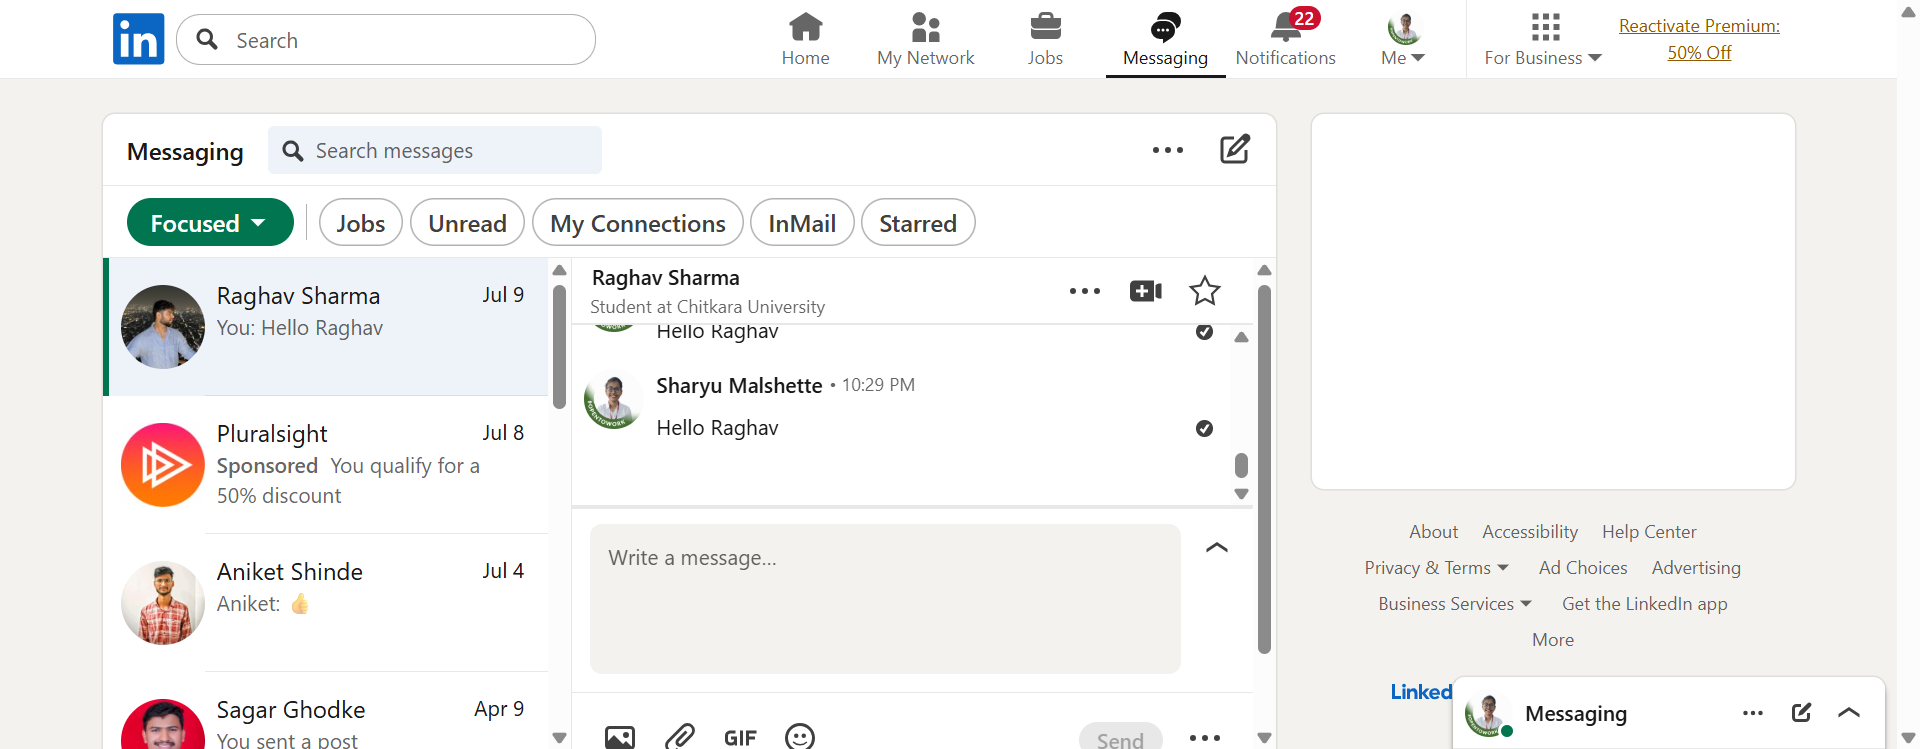 in
Search
Home
My Network
Jobs
Messaging
22
Notifications
Me
For Business
Reactivate Premium:
50% Off
Messaging
Search messages
Focused
Jobs
Unread
My Connections
InMail
Starred
Raghav Sharma
Jul 9
You: Hello Raghav
Pluralsight
Jul 8
Sponsored You qualify for a
50% discount
Aniket Shinde
Jul 4
Aniket: 👍
Sagar Ghodke
Apr 9
You sent a post
Raghav Sharma
Student at Chitkara University
Hello Raghav
Sharyu Malshette • 10:29 PM
#OPENTOWORK
Hello Raghav
Write a message...
GIF
Send
About
Accessibility
Help Center
Privacy & Terms
Ad Choices
Advertising
Business Services
Get the LinkedIn app
More
Linked
Messaging